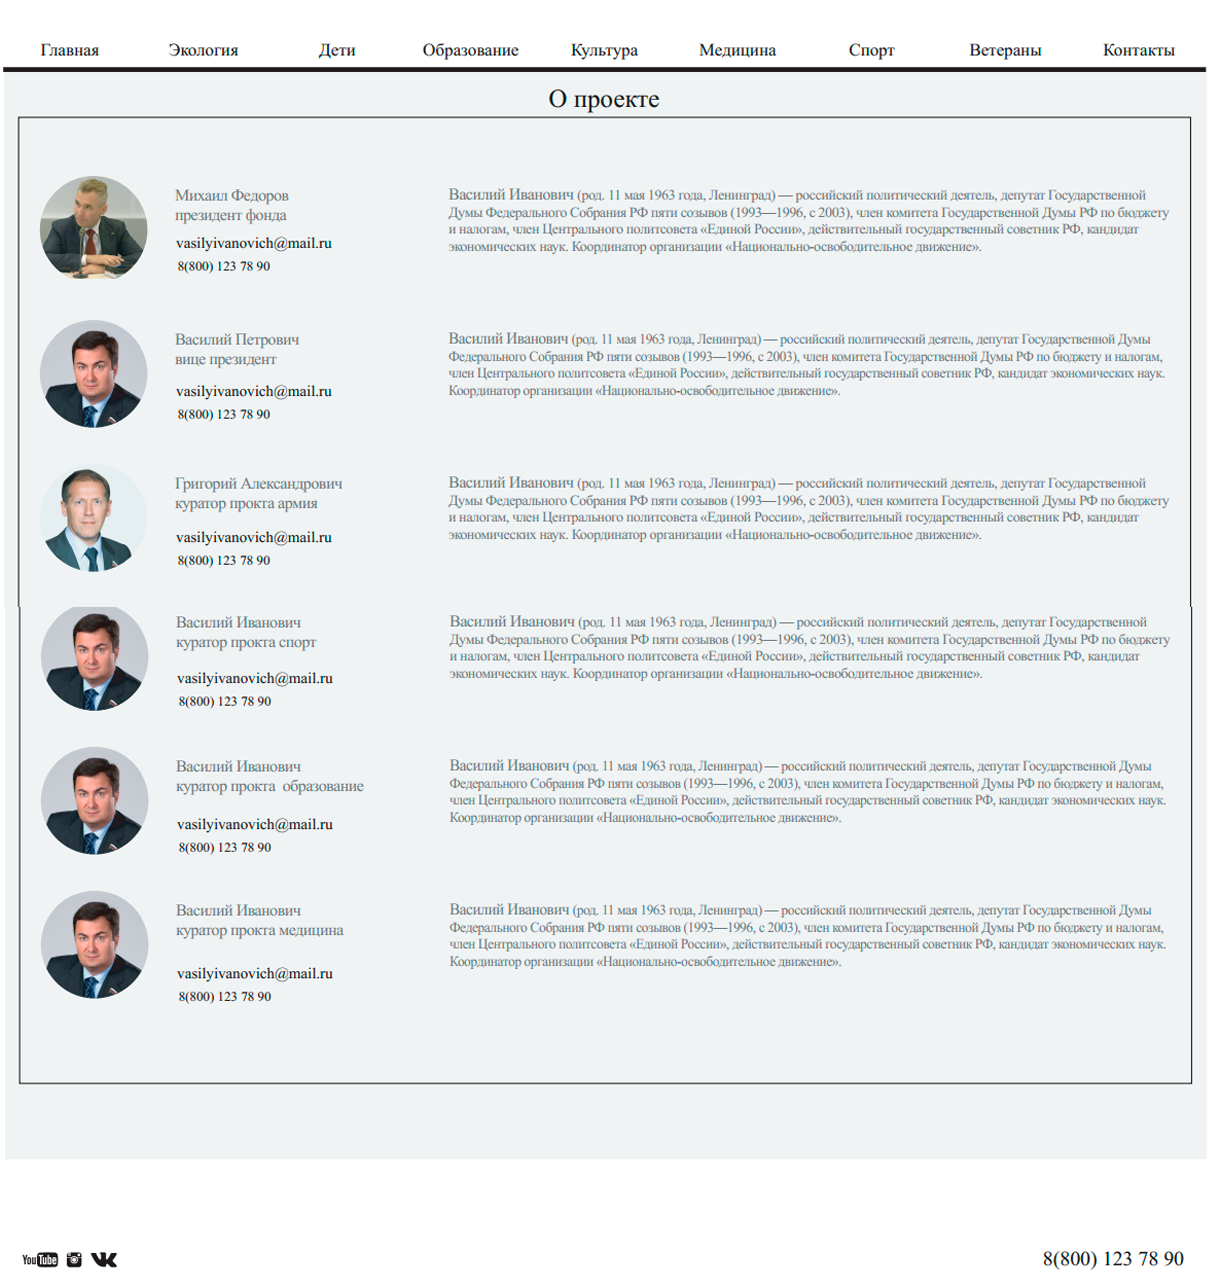 Главная Экология Дети Образование Культура Медицина Спорт Ветераны Контакты
О проекте
Михаил Федоров
президент фонда
vasilyivanovich@mail.ru
8(800) 123 78 90
Василий Иванович (род. 11 мая 1963 года, Ленинград) — российский политический деятель, депутат Государственной
Думы Федерального Собрания РФ пяти созывов (1993—1996, с 2003), член комитета Государственной Думы РФ по бюджету
и налогам, член Центрального политсовета «Единой России», действительный государственный советник РФ, кандидат
экономических наук. Координатор организации «Национально-освободительное движение».
Василий Петрович
вице президент
vasilyivanovich@mail.ru
8(800) 123 78 90
Василий Иванович (род. 11 мая 1963 года, Ленинград) — российский политический деятель, депутат Государственной Думы
Федерального Собрания РФ пяти созывов (1993—1996, с 2003), член комитета Государственной Думы РФ по бюджету и налогам,
член Центрального политсовета «Единой России», действительный государственный советник РФ, кандидат экономических наук.
Координатор организации «Национально-освободительное движение».
Григорий Александрович
куратор прокта армия
vasilyivanovich@mail.ru
8(800) 123 78 90
Василий Иванович (род. 11 мая 1963 года, Ленинград) — российский политический деятель, депутат Государственной
Думы Федерального Собрания РФ пяти созывов (1993—1996, с 2003), член комитета Государственной Думы РФ по бюджету
и налогам, член Центрального политсовета «Единой России», действительный государственный советник РФ, кандидат
экономических наук. Координатор организации «Национально-освободительное движение».
Василий Иванович
куратор прокта спорт
vasilyivanovich@mail.ru
8(800) 123 78 90
Василий Иванович (род. 11 мая 1963 года, Ленинград) — российский политический деятель, депутат Государственной
Думы Федерального Собрания РФ пяти созывов (1993—1996, с 2003), член комитета Государственной Думы РФ по бюджету
и налогам, член Центрального политсовета «Единой России», действительный государственный советник РФ, кандидат
экономических наук. Координатор организации «Национально-освободительное движение».
Василий Иванович
куратор прокта образование
vasilyivanovich@mail.ru
8(800) 123 78 90
Василий Иванович (род. 11 мая 1963 года, Ленинград) — российский политический деятель, депутат Государственной Думы
Федерального Собрания РФ пяти созывов (1993—1996, с 2003), член комитета Государственной Думы РФ по бюджету и налогам,
член Центрального политсовета «Единой России», действительный государственный советник РФ, кандидат экономических наук.
Координатор организации «Национально-освободительное движение».
Василий Иванович
куратор прокта медицина
vasilyivanovich@mail.ru
8(800) 123 78 90
Василий Иванович (род. 11 мая 1963 года, Ленинград) — российский политический деятель, депутат Государственной Думы
Федерального Собрания РФ пяти созывов (1993—1996, с 2003), член комитета Государственной Думы РФ по бюджету и налогам,
член Центрального политсовета «Единой России», действительный государственный советник РФ, кандидат экономических наук.
Координатор организации «Национально-освободительное движение».
YouTube 8(800) 123 78 90